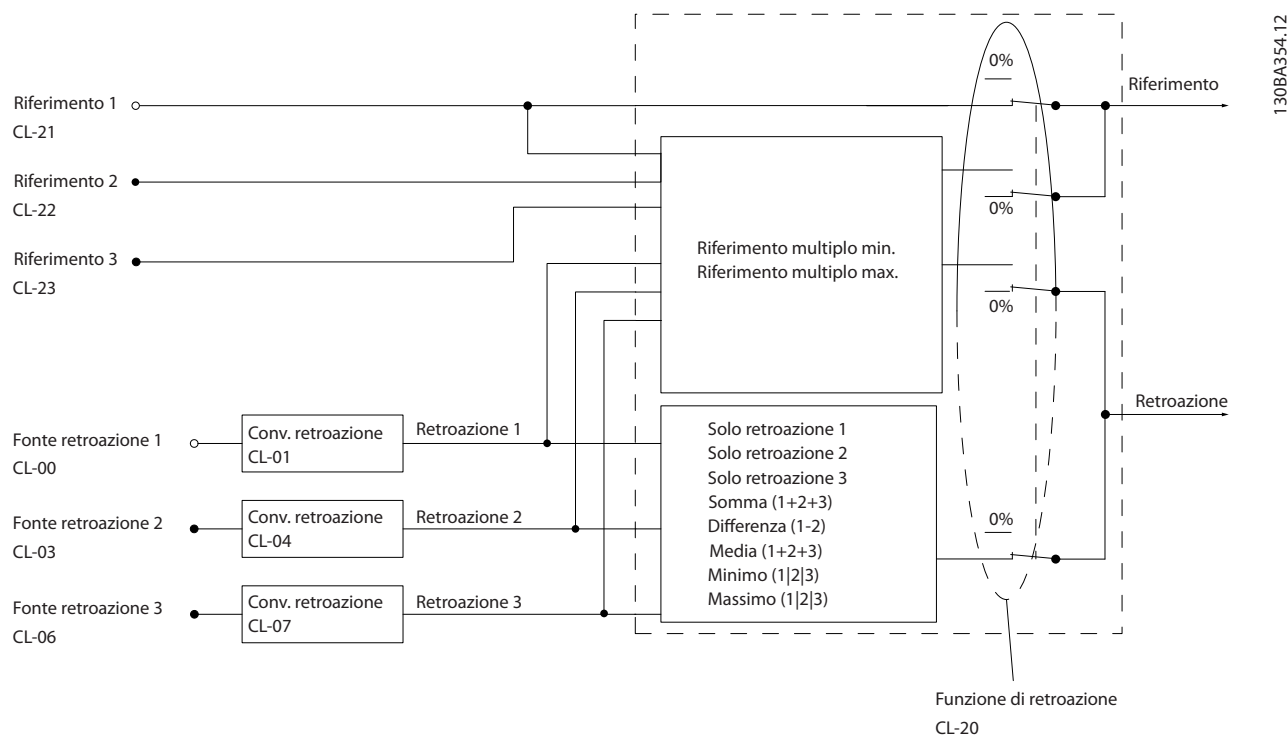 130BA354.12
0%
Riferimento 1
CL-21
Riferimento
Riferimento 2
CL-22
0%
Riferimento 3
CL-23
Riferimento multiplo min.
Riferimento multiplo max.
0%
Retroazione
Fonte retroazione 1
CL-00
Conv. retroazione
CL-01
Retroazione 1
Fonte retroazione 2
CL-03
Conv. retroazione
CL-04
Retroazione 2
Fonte retroazione 3
CL-06
Conv. retroazione
CL-07
Retroazione 3
Solo retroazione 1
Solo retroazione 2
Solo retroazione 3
Somma (1+2+3)
Differenza (1-2)
Media (1+2+3)
Minimo (1|2|3)
Massimo (1|2|3)
0%
Funzione di retroazione
CL-20